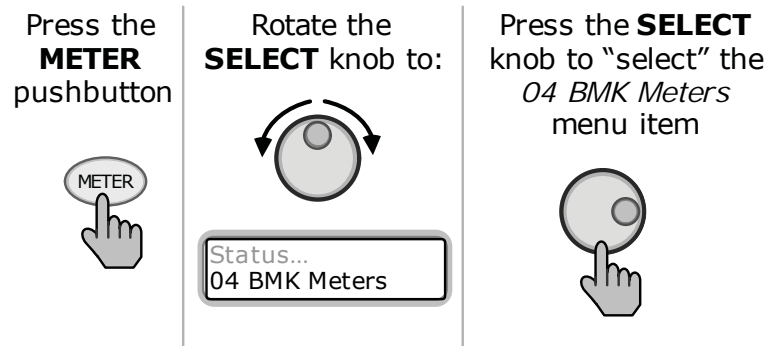 Press the
METER
pushbutton
METER
Rotate the
SELECT knob to:
Status...
04 BMK Meters
Press the SELECT
knob to “select” the
04 BMK Meters
menu item